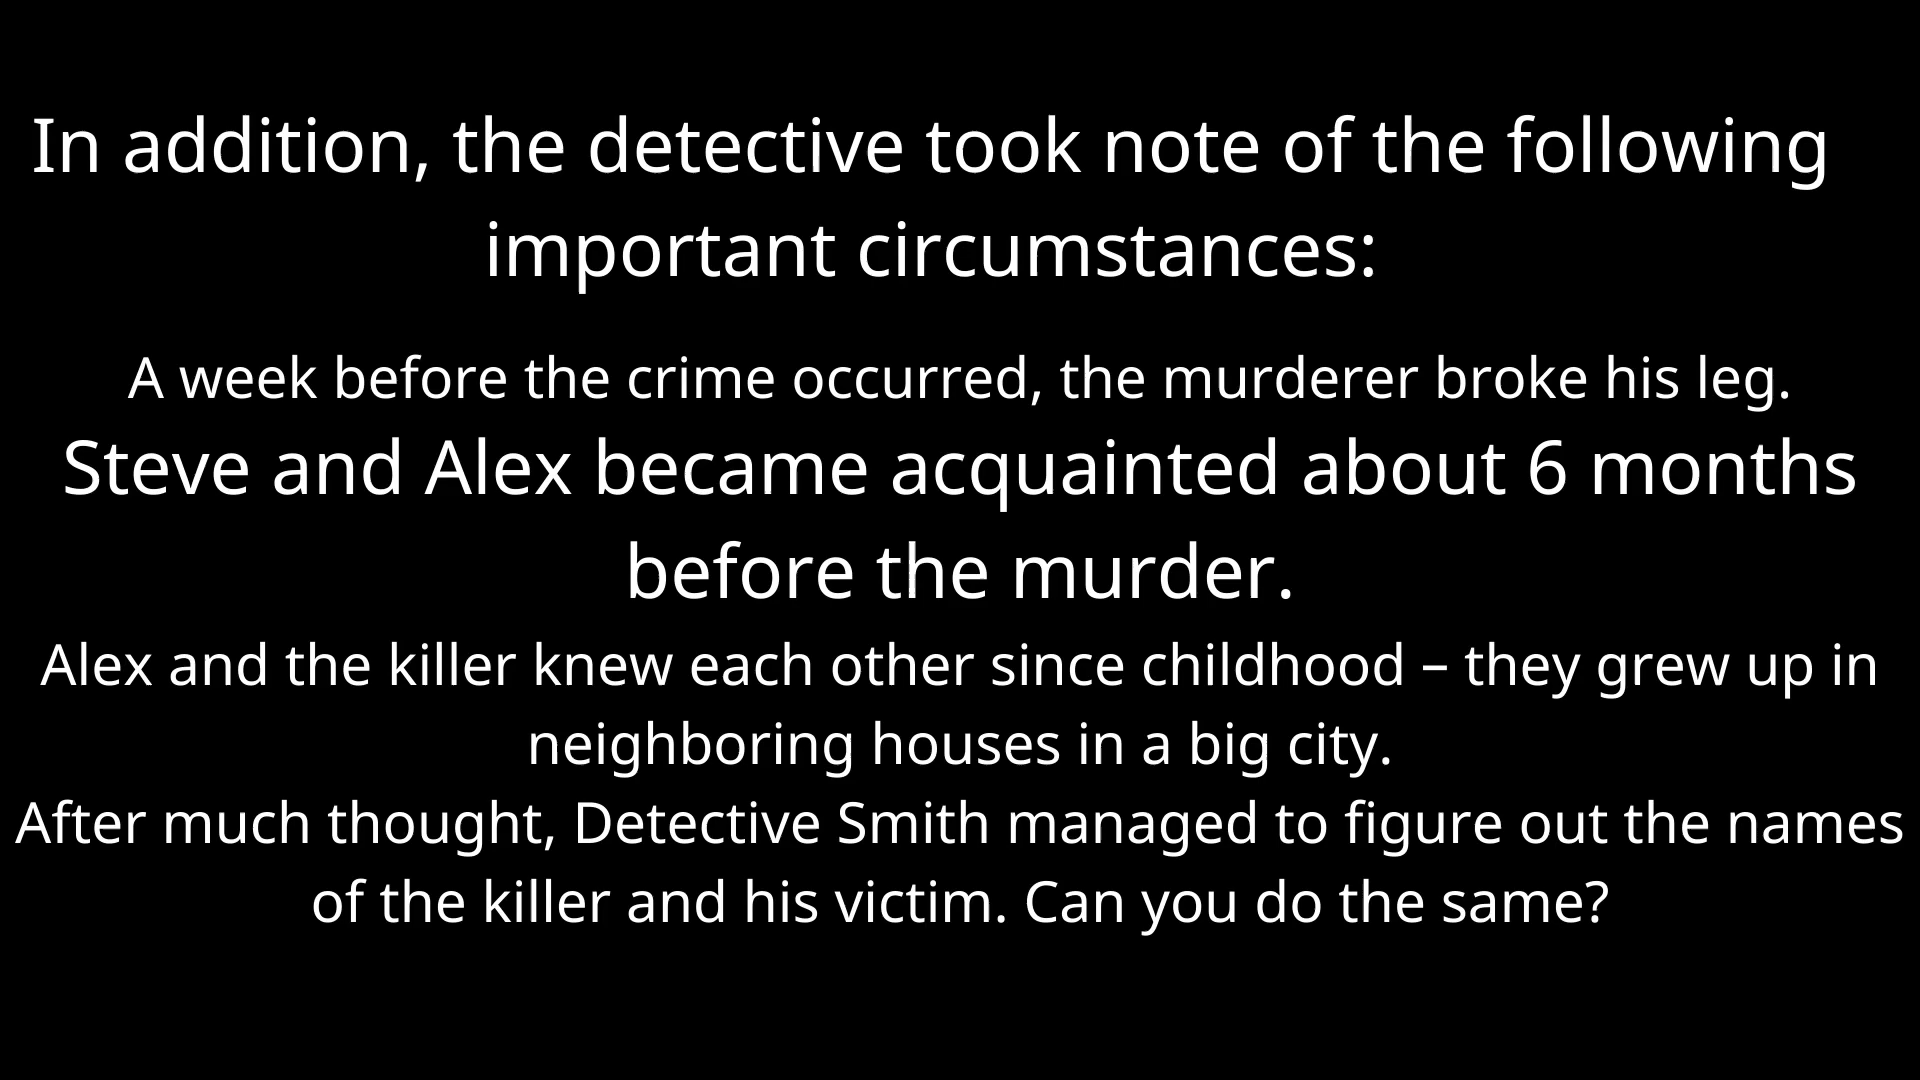 In addition, the detective took note of the following
important circumstances:
A week before the crime occurred, the murderer broke his leg.
Steve and Alex became acquainted about 6 months
before the murder.
Alex and the killer knew each other since childhood – they grew up in
neighboring houses in a big city.
After much thought, Detective Smith managed to figure out the names
of the killer and his victim. Can you do the same?